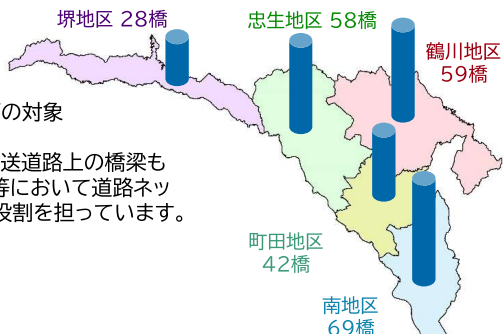 堺地区 28橋
忠生地区 58橋
鶴川地区
59橋
の対象
送道路上の橋梁も
等において道路ネッ
役割を担っています。
町田地区
42橋
南地区
69橋